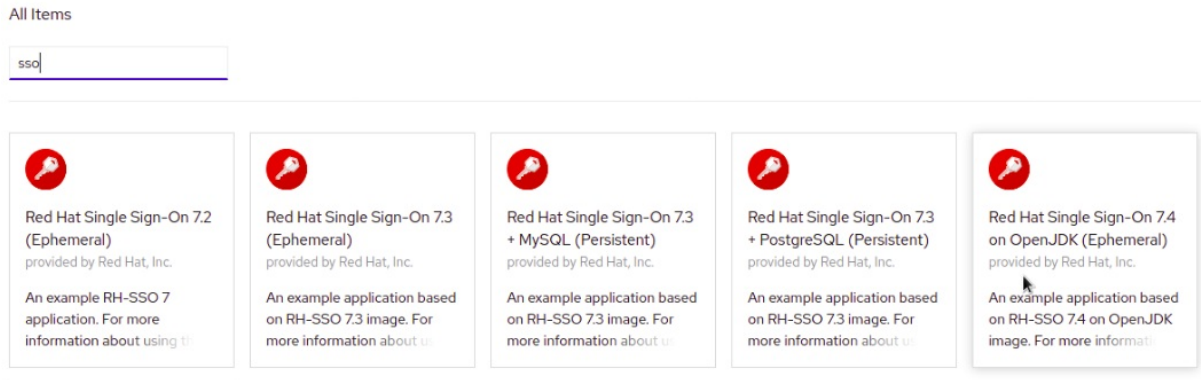 All Items
sso
Red Hat Single Sign-On 7.2
(Ephemeral)
provided by Red Hat, Inc.
An example RH-SSO 7
application. For more
information about using th
Red Hat Single Sign-On 7.3
(Ephemeral)
provided by Red Hat, Inc.
An example application based
on RH-SSO 7.3 image. For
more information about u
Red Hat Single Sign-On 7.3
+ MySQL (Persistent)
provided by Red Hat, Inc.
An example application based
on RH-SSO 7.3 image. For
more information about u
Red Hat Single Sign-On 7.3
+ PostgreSQL (Persistent)
provided by Red Hat, Inc.
An example application based
on RH-SSO 7.3 image. For
more information about u
Red Hat Single Sign-On 7.4
on OpenJDK (Ephemeral)
provided by Red Hat, Inc.
An example application based
on RH-SSO 7.4 on OpenJDK
image. For more informati